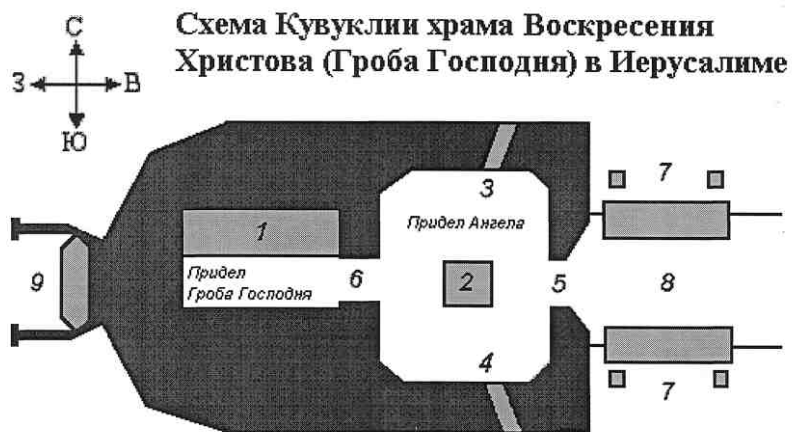 С
З В
Ю
Схема Кувуклии храма Воскресения
Христова (Гроба Господня) в Иерусалиме
3
7
1
Придел Ангела
9
Придел
Гроба Господня
6
2
5
8
4
7